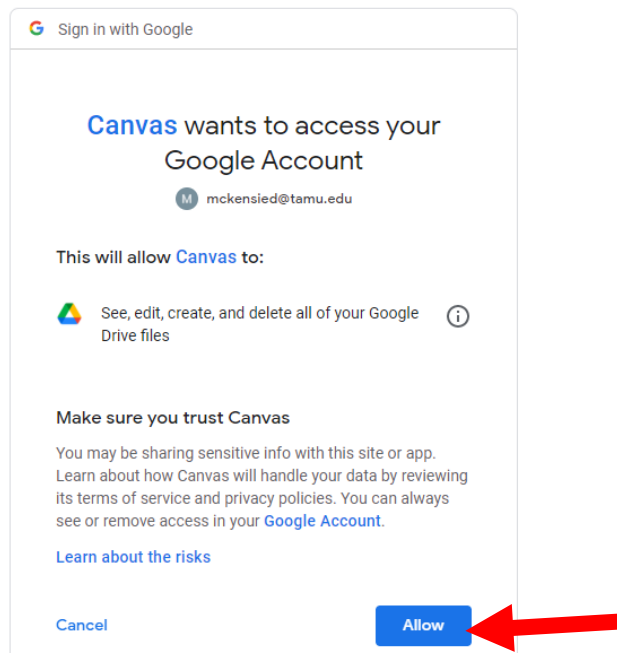 Sign in with Google
Canvas wants to access your
Google Account
M mckensied@tamu.edu
This will allow Canvas to:
See, edit, create, and delete all of your Google
Drive files
Make sure you trust Canvas
You may be sharing sensitive info with this site or app.
Learn about how Canvas will handle your data by reviewing
its terms of service and privacy policies. You can always
see or remove access in your Google Account.
Learn about the risks
Cancel Allow